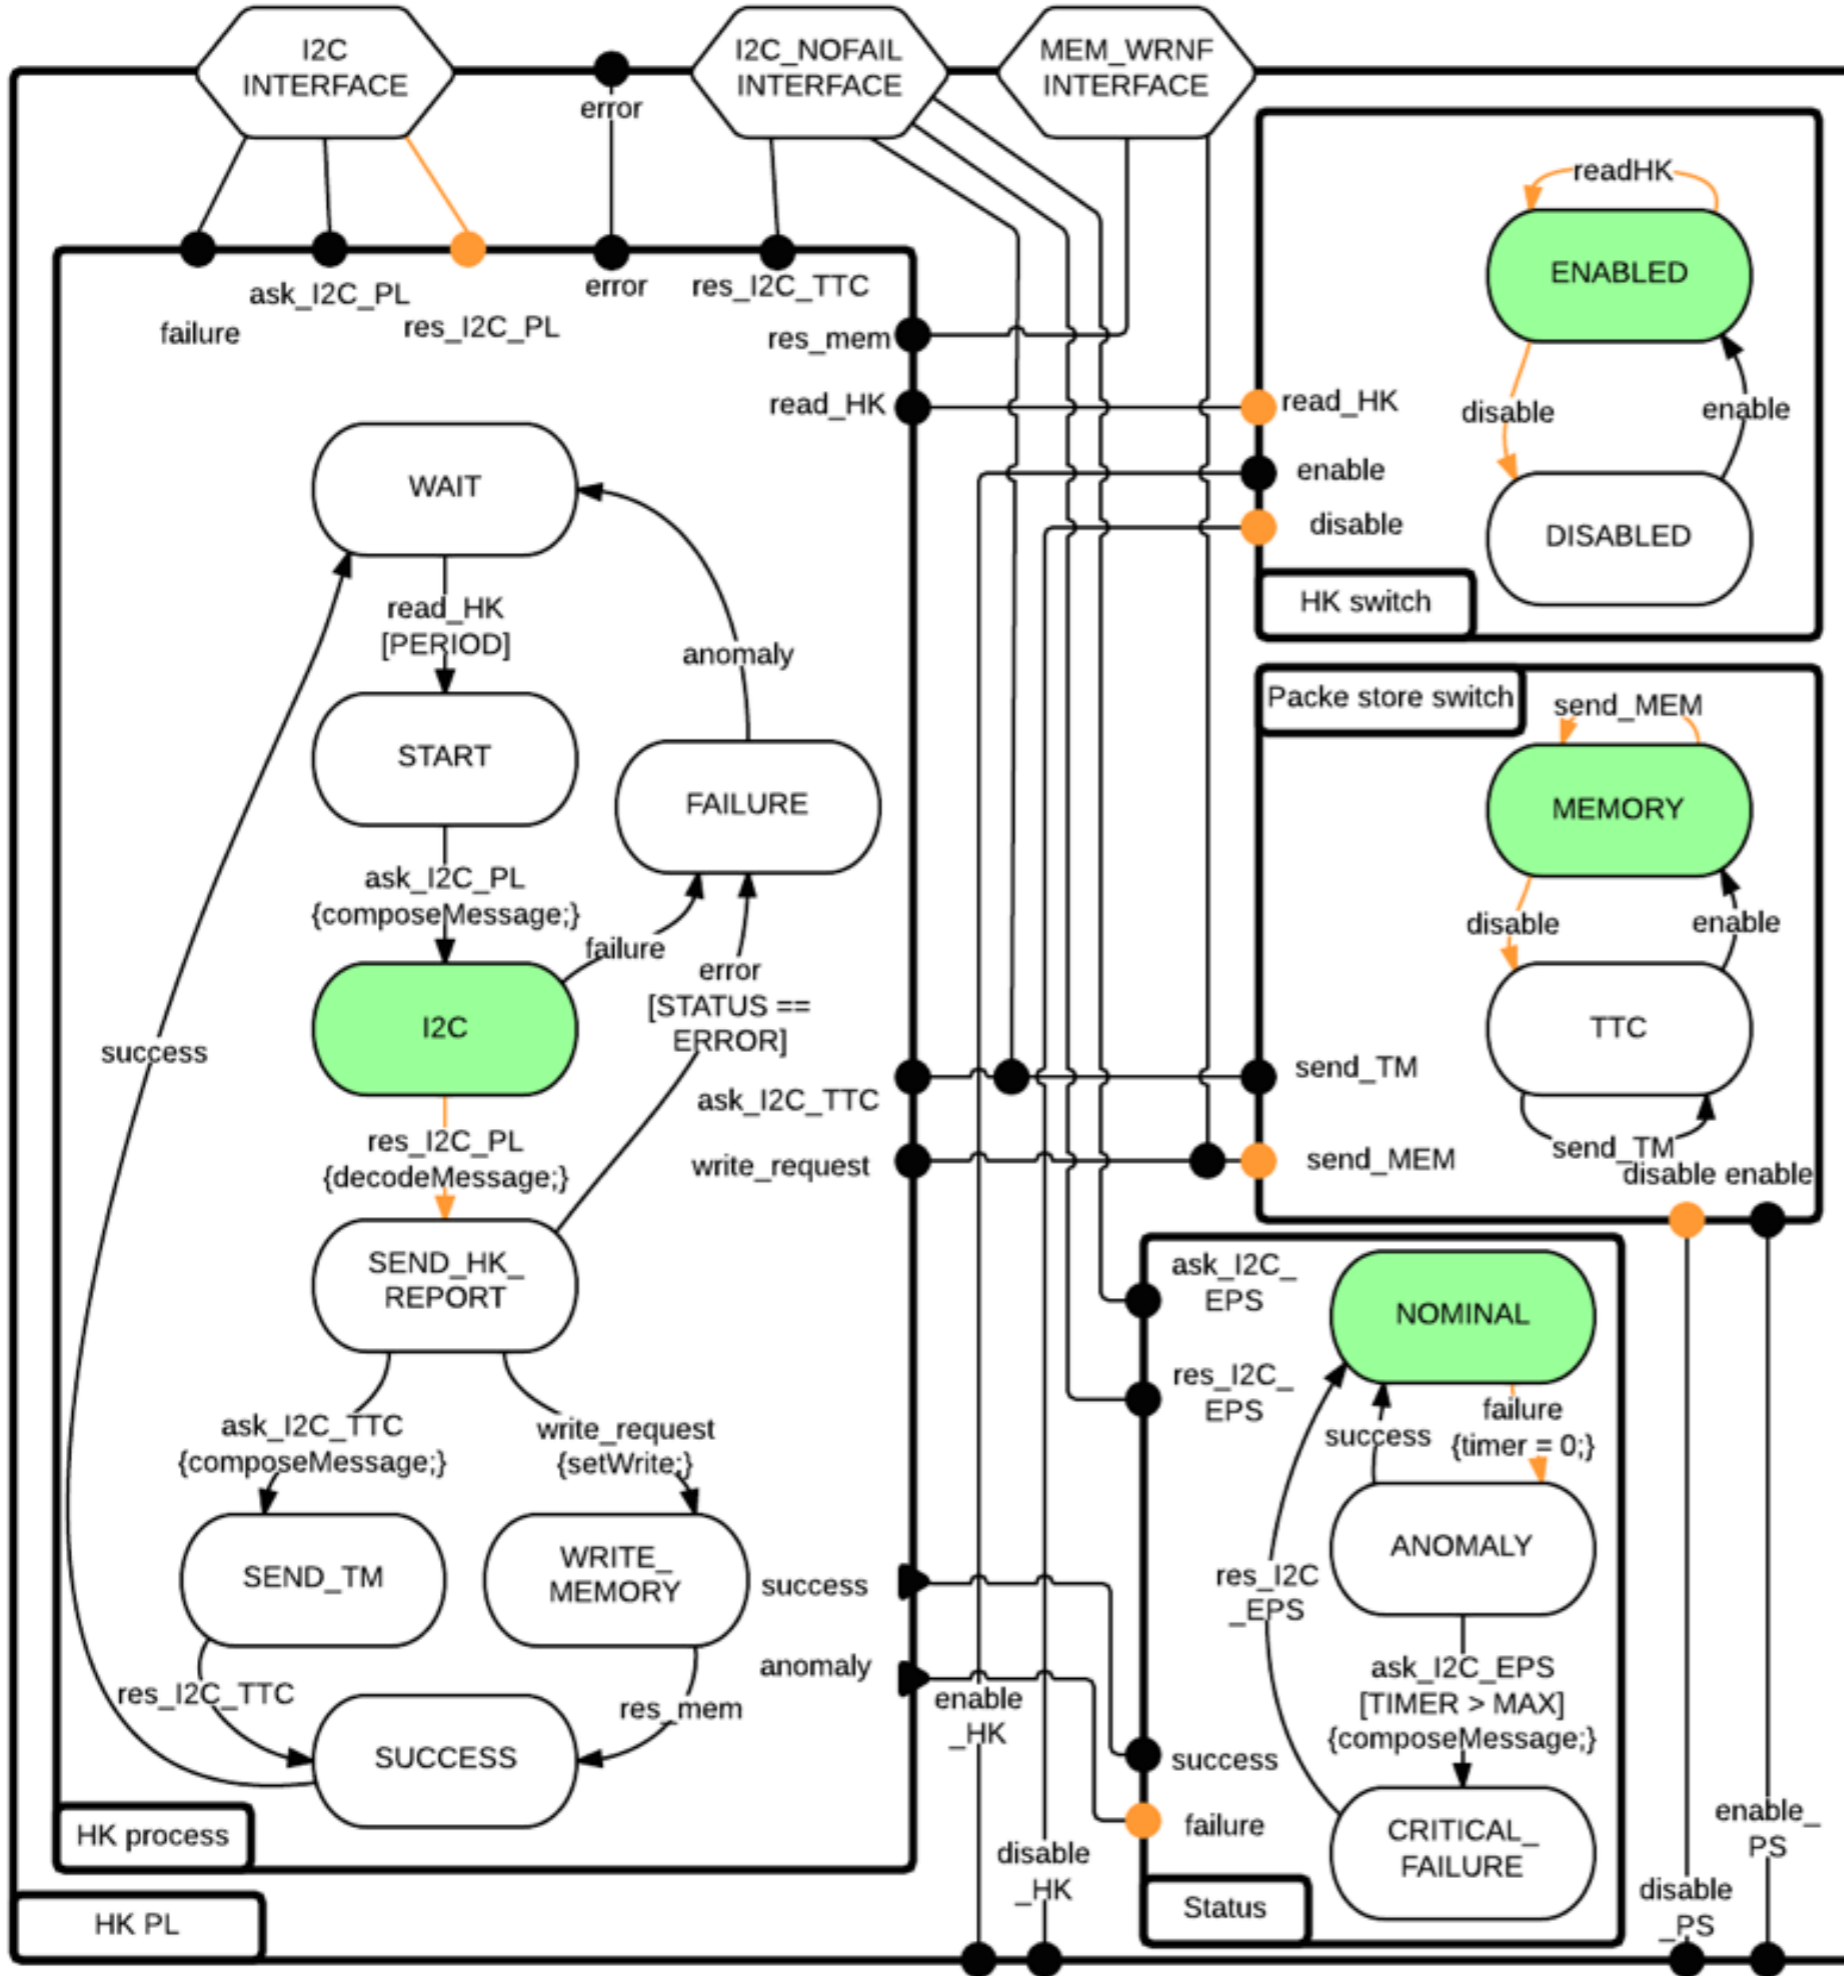 I2C
INTERFACE
error
I2C_NOFAIL
INTERFACE
MEM_WRNF
INTERFACE
failure
ask_I2C_PL
res_I2C_PL
error
res_I2C_TTC
res_mem
read_HK
WAIT
read_HK
[PERIOD]
START
anomaly
FAILURE
ask_I2C_PL
{composeMessage;}
failure
error
[STATUS ==
ERROR]
I2C
success
res_I2C_PL
{decodeMessage;}
ask_I2C_TTC
write_request
SEND_HK_
REPORT
ask_I2C_TTC
{composeMessage;}
write_request
{setWrite;}
SEND_TM
WRITE_
MEMORY
success
anomaly
res_I2C_TTC
res_mem
SUCCESS
HK process
HK PL
readHK
ENABLED
read_HK
enable
disable
disable
enable
DISABLED
HK switch
Packe store switch
send_MEM
MEMORY
disable
enable
TTC
send_TM
send_TM
send_MEM
disable enable
ask_I2C_
EPS
res_I2C_
EPS
NOMINAL
success
failure
{timer = 0;}
ANOMALY
res_I2C
_EPS
ask_I2C_EPS
[TIMER > MAX]
{composeMessage;}
success
failure
CRITICAL_
FAILURE
Status
enable
_HK
disable
_HK
disable
_PS
enable_
PS